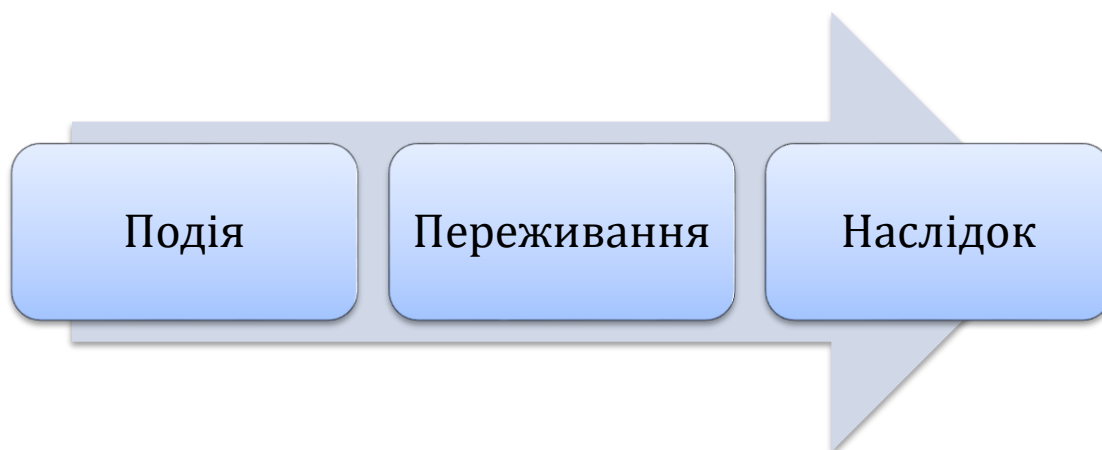 Подія
Переживання
Наслідок